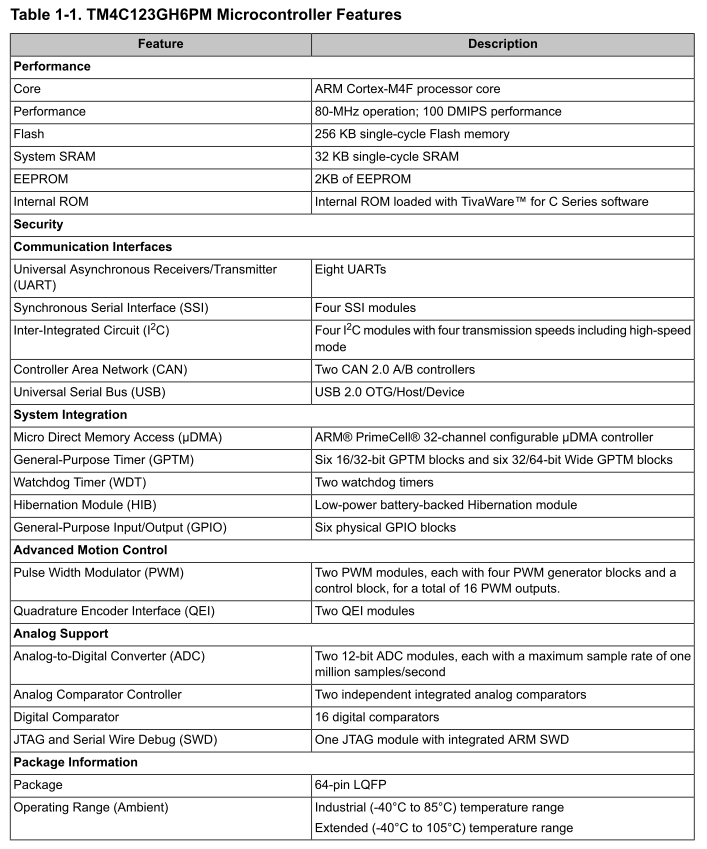 Table 1-1. TM4C123GH6PM Microcontroller Features
Feature Description
Performance
Core ARM Cortex-M4F processor core
Performance 80-MHz operation; 100 DMIPS performance
Flash 256 KB single-cycle Flash memory
System SRAM 32 KB single-cycle SRAM
EEPROM 2KB of EEPROM
Internal ROM Internal ROM loaded with TivaWare™ for C Series software
Security
Communication Interfaces
Universal Asynchronous Receivers/Transmitter Eight UARTs
(UART)
Synchronous Serial Interface (SSI) Four SSI modules
Inter-Integrated Circuit (I²C) Four I²C modules with four transmission speeds including high-speed
mode
Controller Area Network (CAN) Two CAN 2.0 A/B controllers
Universal Serial Bus (USB) USB 2.0 OTG/Host/Device
System Integration
Micro Direct Memory Access (µDMA) ARM® PrimeCell® 32-channel configurable µDMA controller
General-Purpose Timer (GPTM) Six 16/32-bit GPTM blocks and six 32/64-bit Wide GPTM blocks
Watchdog Timer (WDT) Two watchdog timers
Hibernation Module (HIB) Low-power battery-backed Hibernation module
General-Purpose Input/Output (GPIO) Six physical GPIO blocks
Advanced Motion Control
Pulse Width Modulator (PWM) Two PWM modules, each with four PWM generator blocks and a
control block, for a total of 16 PWM outputs.
Quadrature Encoder Interface (QEI) Two QEI modules
Analog Support
Analog-to-Digital Converter (ADC) Two 12-bit ADC modules, each with a maximum sample rate of one
million samples/second
Analog Comparator Controller Two independent integrated analog comparators
Digital Comparator 16 digital comparators
JTAG and Serial Wire Debug (SWD) One JTAG module with integrated ARM SWD
Package Information
Package 64-pin LQFP
Operating Range (Ambient) Industrial (-40°C to 85°C) temperature range
Extended (-40°C to 105°C) temperature range